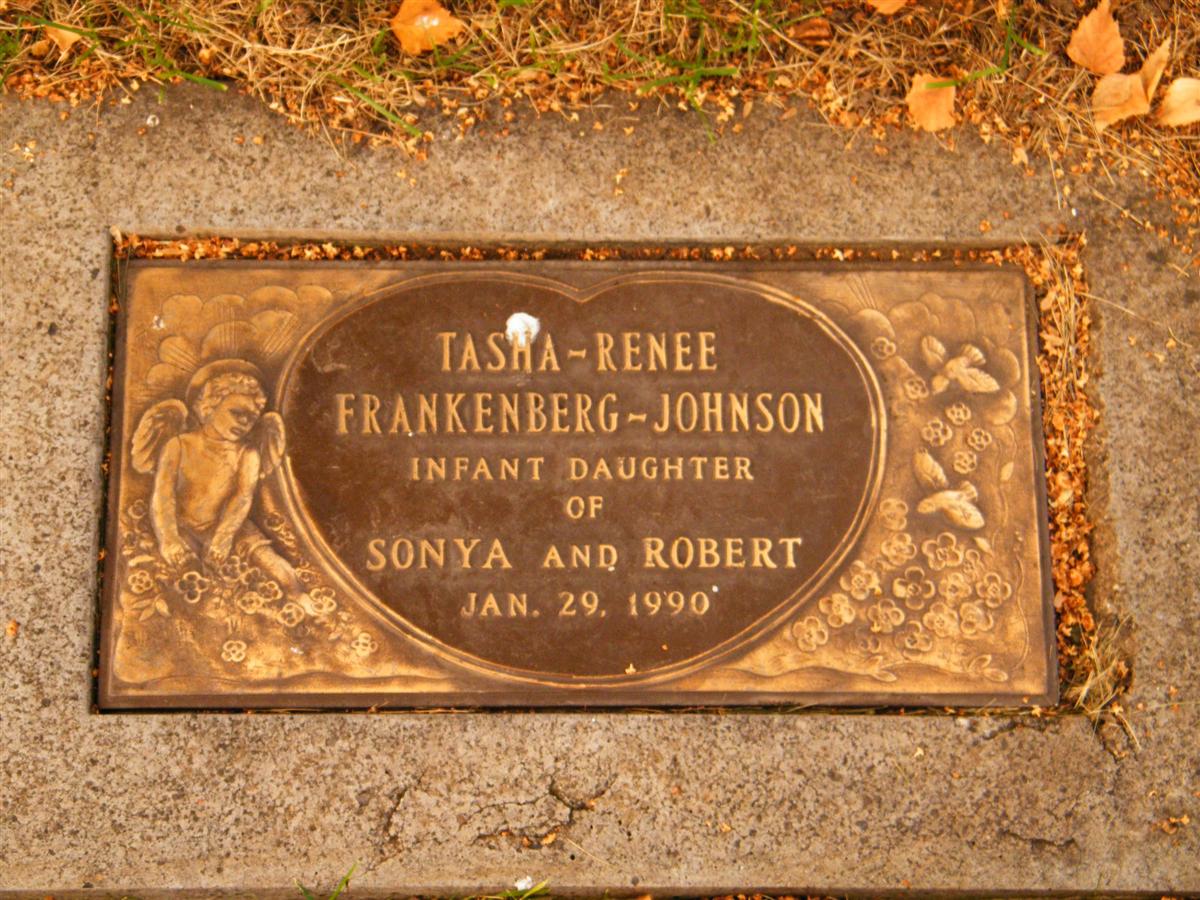 TASHA-RENEE
FRANKENBERG-JOHNSON
INFANT DAUGHTER
OF
SONYA AND ROBERT
JAN. 29, 1990